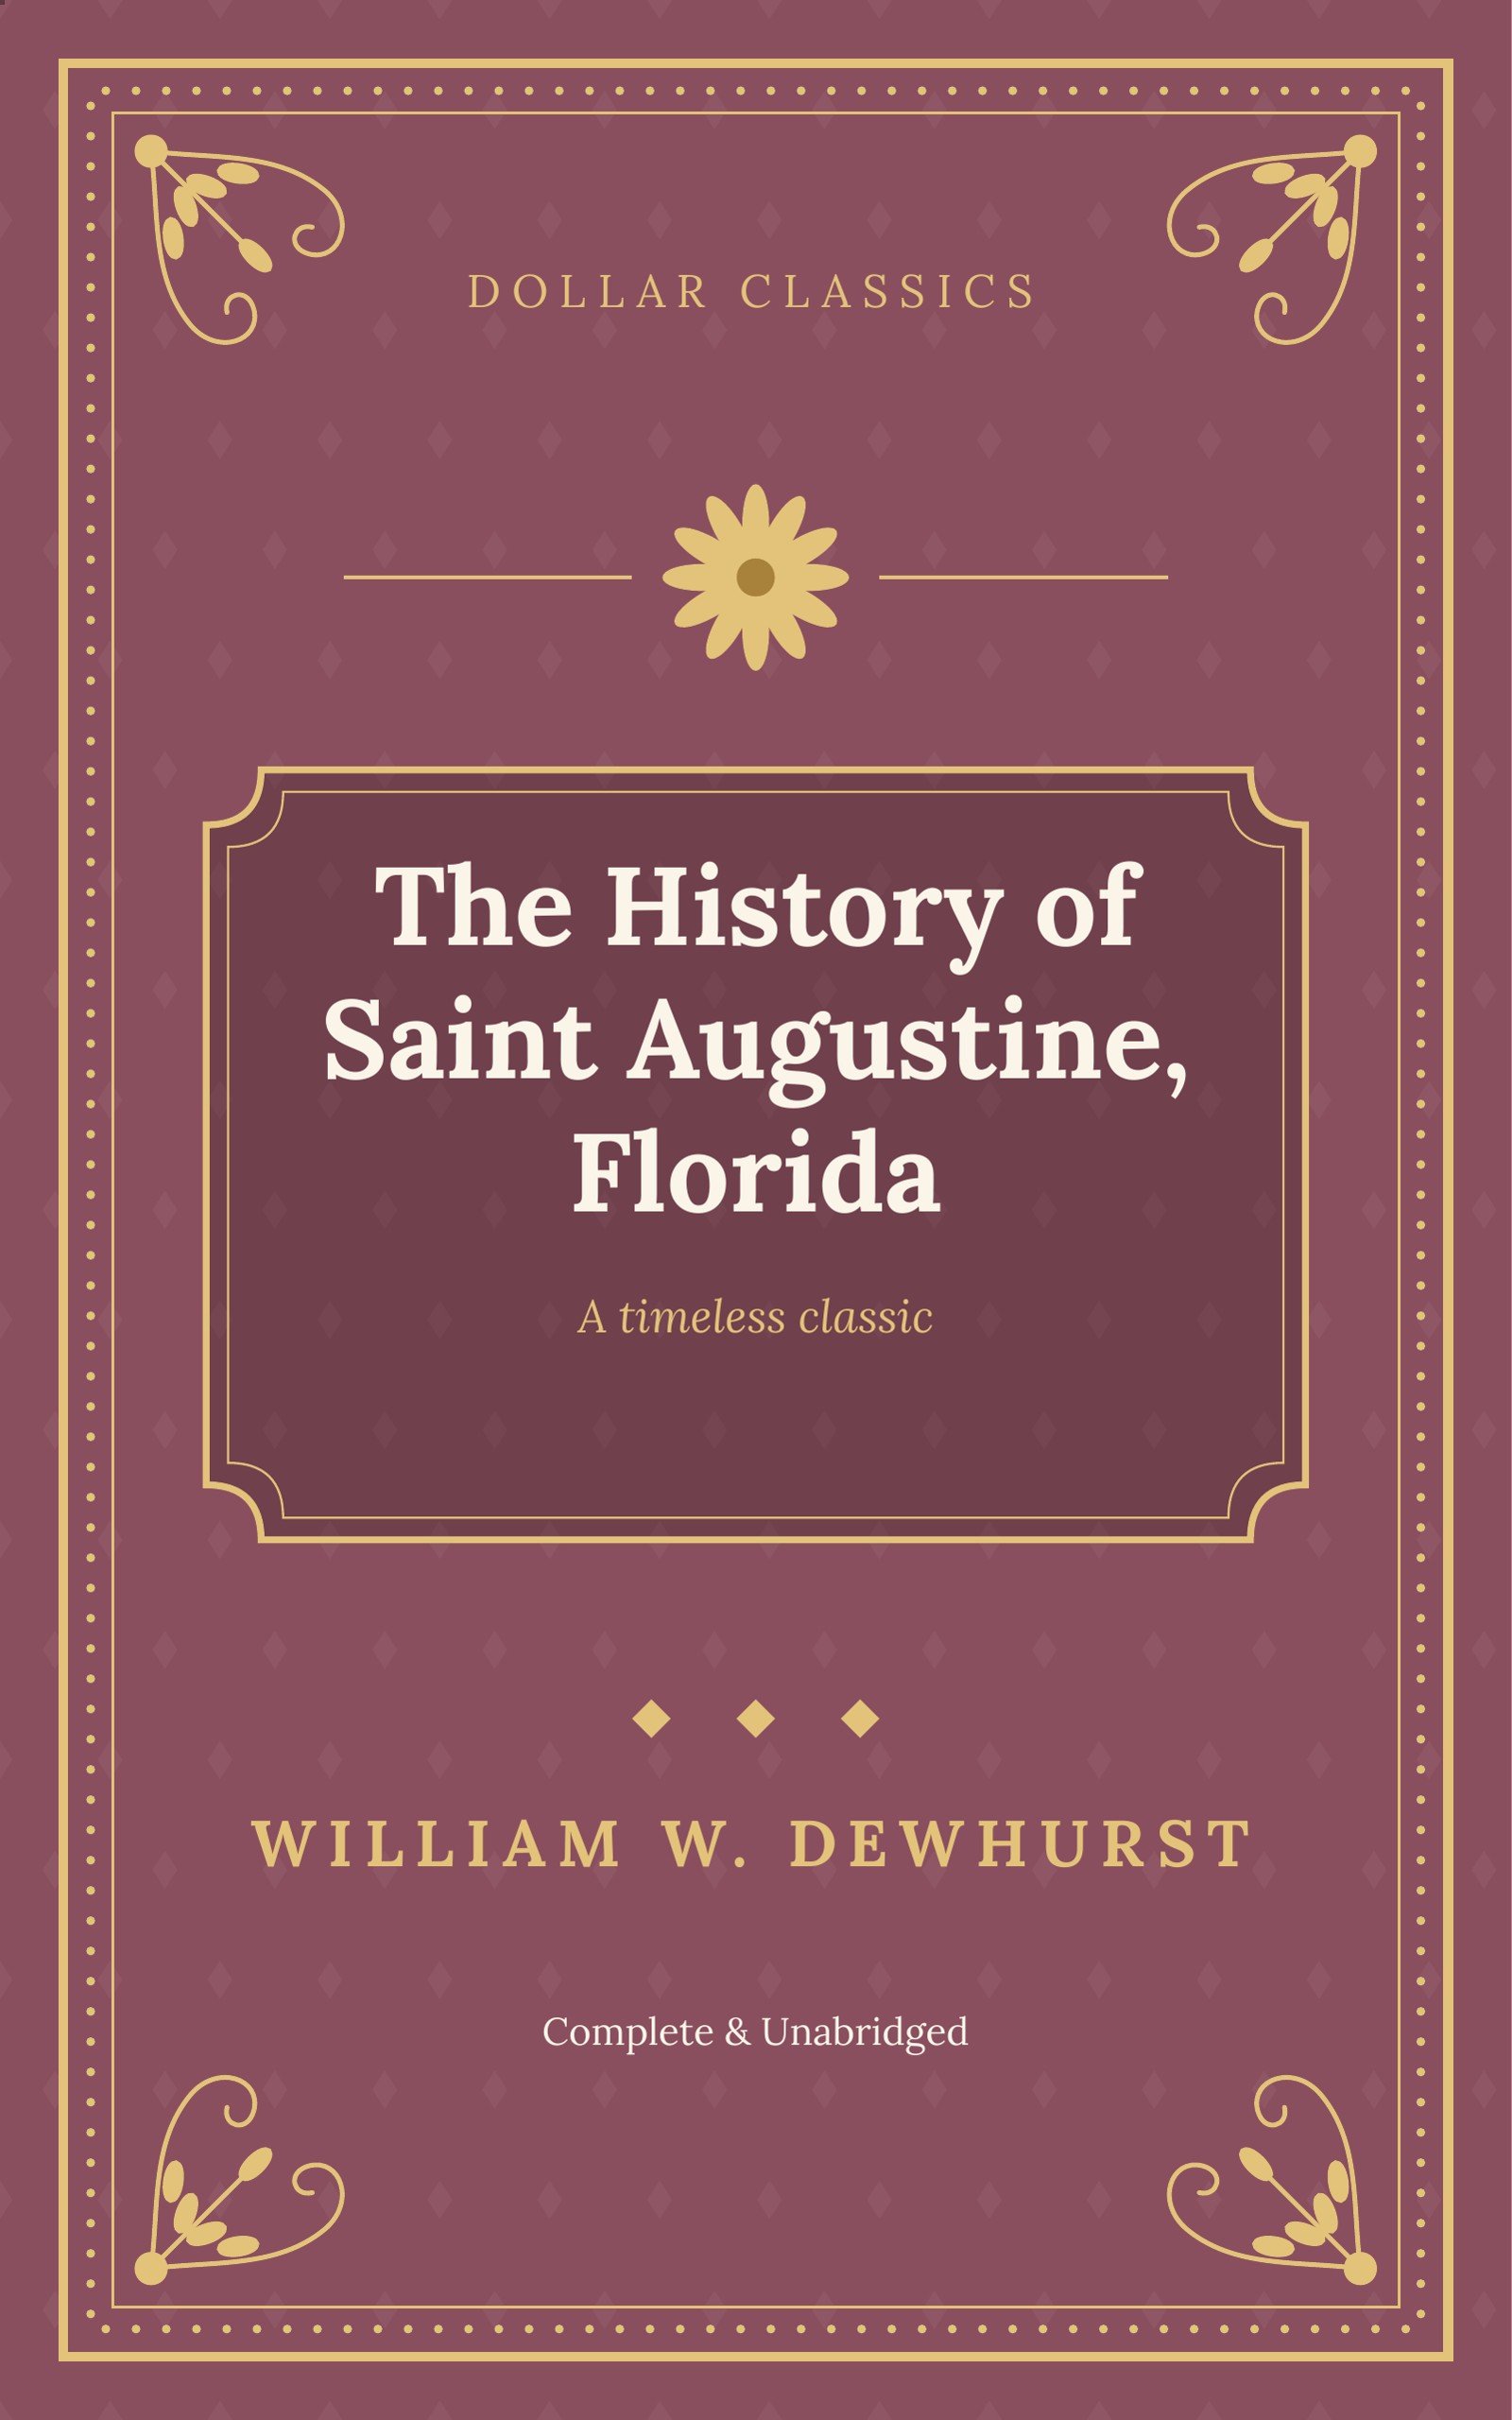 DOLLAR CLASSICS
The History of
Saint Augustine,
Florida
A timeless classic
WILLIAM W. DEWHURST
Complete & Unabridged